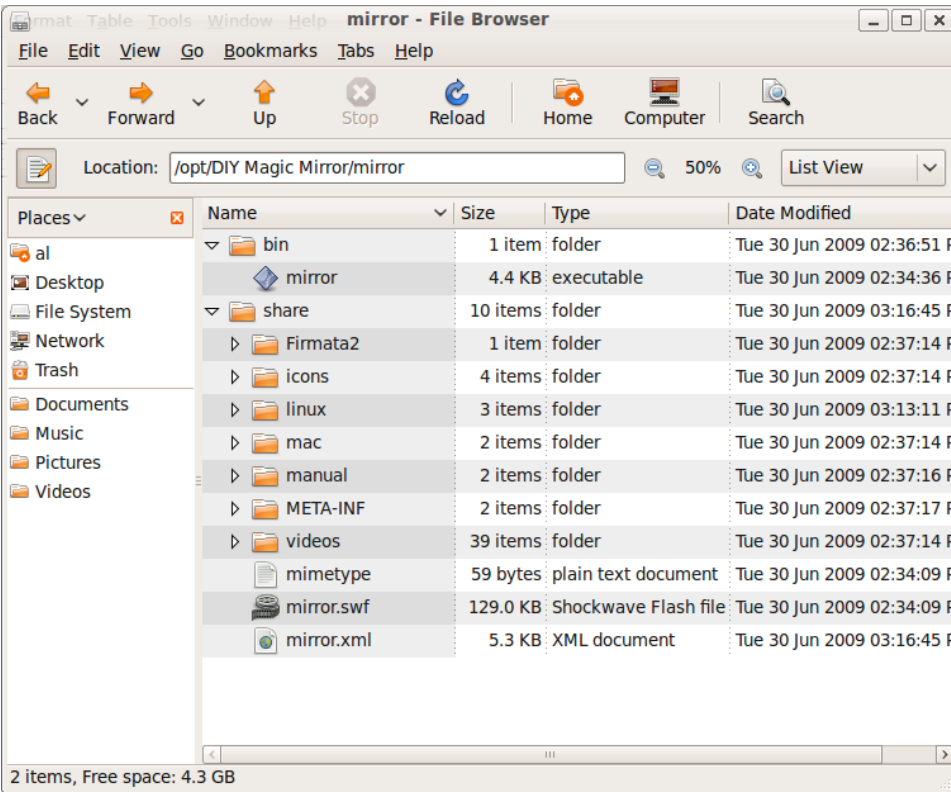 Format Table Tools Window Help mirror - File Browser
File Edit View Go Bookmarks Tabs Help
Back Forward Up Stop Reload Home Computer Search
Location: /opt/DIY Magic Mirror/mirror 50% List View
Places Name Size Type Date Modified
al
Desktop
File System
Network
Trash
Documents
Music
Pictures
Videos
bin 1 item folder Tue 30 Jun 2009 02:36:51 P
mirror 4.4 KB executable Tue 30 Jun 2009 02:34:36 P
share 10 items folder Tue 30 Jun 2009 03:16:45 P
Firmata2 1 item folder Tue 30 Jun 2009 02:37:14 P
icons 4 items folder Tue 30 Jun 2009 02:37:14 P
linux 3 items folder Tue 30 Jun 2009 03:13:11 P
mac 2 items folder Tue 30 Jun 2009 02:37:14 P
manual 2 items folder Tue 30 Jun 2009 02:37:16 P
META-INF 2 items folder Tue 30 Jun 2009 02:37:17 P
videos 39 items folder Tue 30 Jun 2009 02:37:14 P
mimetype 59 bytes plain text document Tue 30 Jun 2009 02:34:09 P
mirror.swf 129.0 KB Shockwave Flash file Tue 30 Jun 2009 02:34:09 P
mirror.xml 5.3 KB XML document Tue 30 Jun 2009 03:16:45 P
2 items, Free space: 4.3 GB